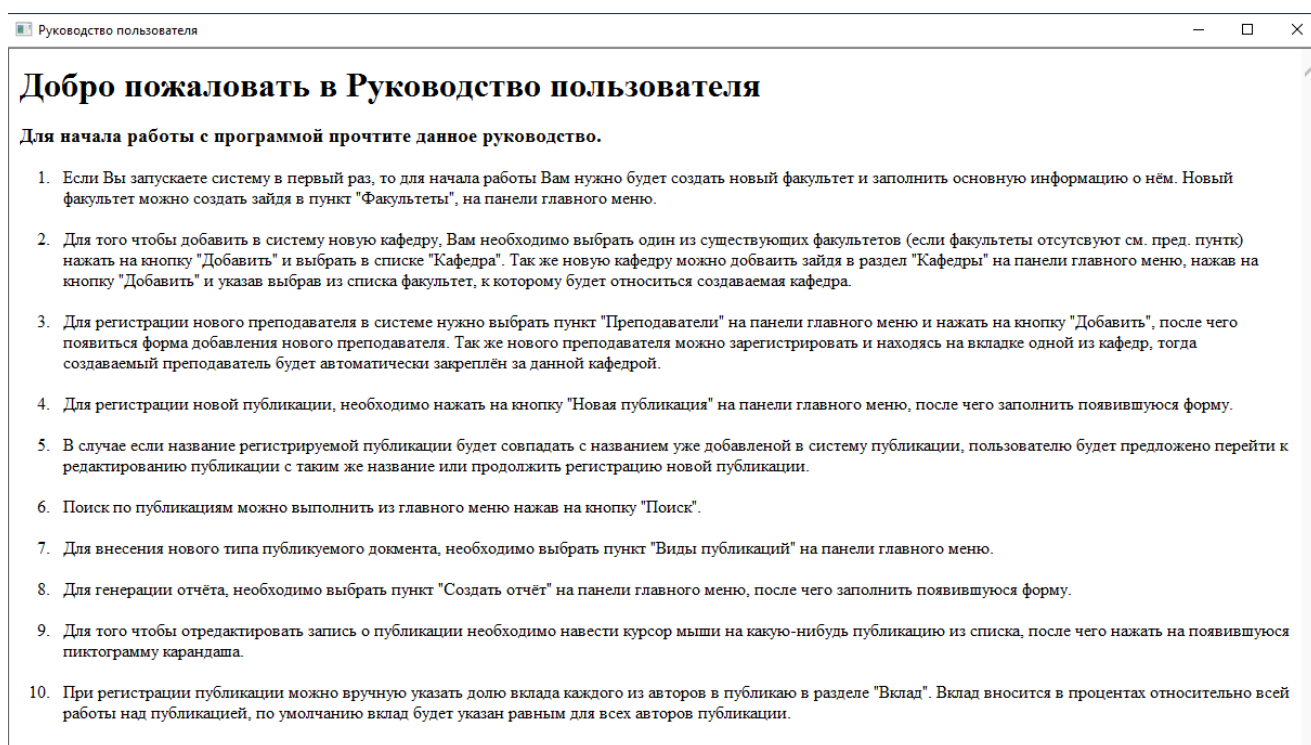 Руководство пользователя
Добро пожаловать в Руководство пользователя
Для начала работы с программой прочтите данное руководство.
1. Если Вы запускаете систему в первый раз, то для начала работы Вам нужно будет создать новый факультет и заполнить основную информацию о нём. Новый
факультет можно создать зайдя в пункт "Факультеты", на панели главного меню.
2. Для того чтобы добавить в систему новую кафедру, Вам необходимо выбрать один из существующих факультетов (если факультеты отсутсвуют см. пред. пунтк)
нажать на кнопку "Добавить" и выбрать в списке "Кафедра". Так же новую кафедру можно добваить зайдя в раздел "Кафедры" на панели главного меню, нажав на
кнопку "Добавить" и указав выбрав из списка факультет, к которому будет относиться создаваемая кафедра.
3. Для регистрации нового преподавателя в системе нужно выбрать пункт "Преподаватели" на панели главного меню и нажать на кнопку "Добавить", после чего
появиться форма добавления нового преподавателя. Так же нового преподавателя можно зарегистрировать и находясь на вкладке одной из кафедр, тогда
создаваемый преподаватель будет автоматически закреплён за данной кафедрой.
4. Для регистрации новой публикации, необходимо нажать на кнопку "Новая публикация" на панели главного меню, после чего заполнить появившуюся форму.
5. В случае если название регистрируемой публикации будет совпадать с названием уже добавленой в систему публикации, пользователю будет предложено перейти к
редактированию публикации с таким же название или продолжить регистрацию новой публикации.
6. Поиск по публикациям можно выполнить из главного меню нажав на кнопку "Поиск".
7. Для внесения нового типа публикуемого докмента, необходимо выбрать пункт "Виды публикаций" на панели главного меню.
8. Для генерации отчёта, необходимо выбрать пункт "Создать отчёт" на панели главного меню, после чего заполнить появившуюся форму.
9. Для того чтобы отредактировать запись о публикации необходимо навести курсор мыши на какую-нибудь публикацию из списка, после чего нажать на появившуюся
пиктограмму карандаша.
10. При регистрации публикации можно вручную указать долю вклада каждого из авторов в публикаю в разделе "Вклад". Вклад вносится в процентах относительно всей
работы над публикацией, по умолчанию вклад будет указан равным для всех авторов публикации.